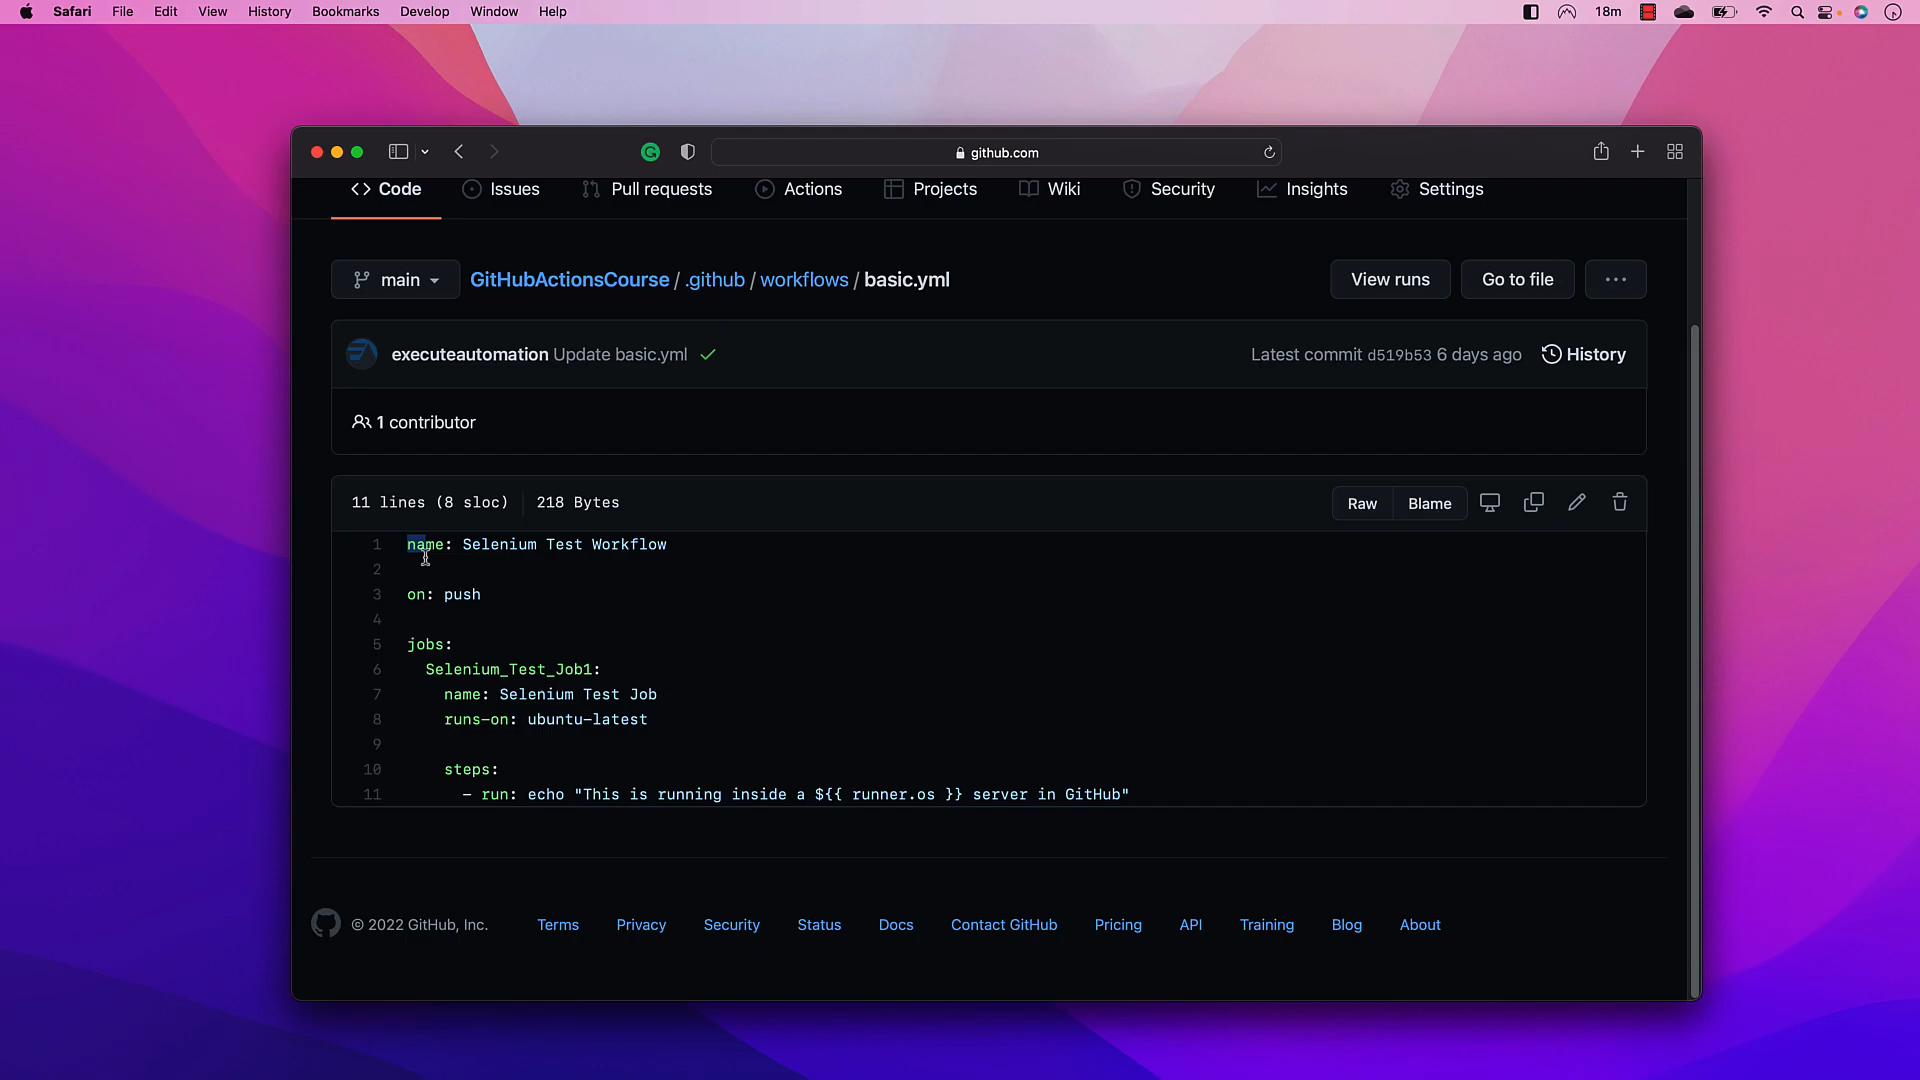 Safari File Edit View History Bookmarks Develop Window Help 18m
github.com
Code Issues Pull requests Actions Projects Wiki Security Insights Settings
main GitHubActionsCourse / .github / workflows / basic.yml View runs Go to file
executeautomation Update basic.yml Latest commit d519b53 6 days ago History
1 contributor
11 lines (8 sloc) 218 Bytes Raw Blame
1 name: Selenium Test Workflow
2
3 on: push
4
5 jobs:
6 Selenium_Test_Job1:
7 name: Selenium Test Job
8 runs-on: ubuntu-latest
9
10 steps:
11 - run: echo "This is running inside a ${{ runner.os }} server in GitHub"
© 2022 GitHub, Inc. Terms Privacy Security Status Docs Contact GitHub Pricing API Training Blog About